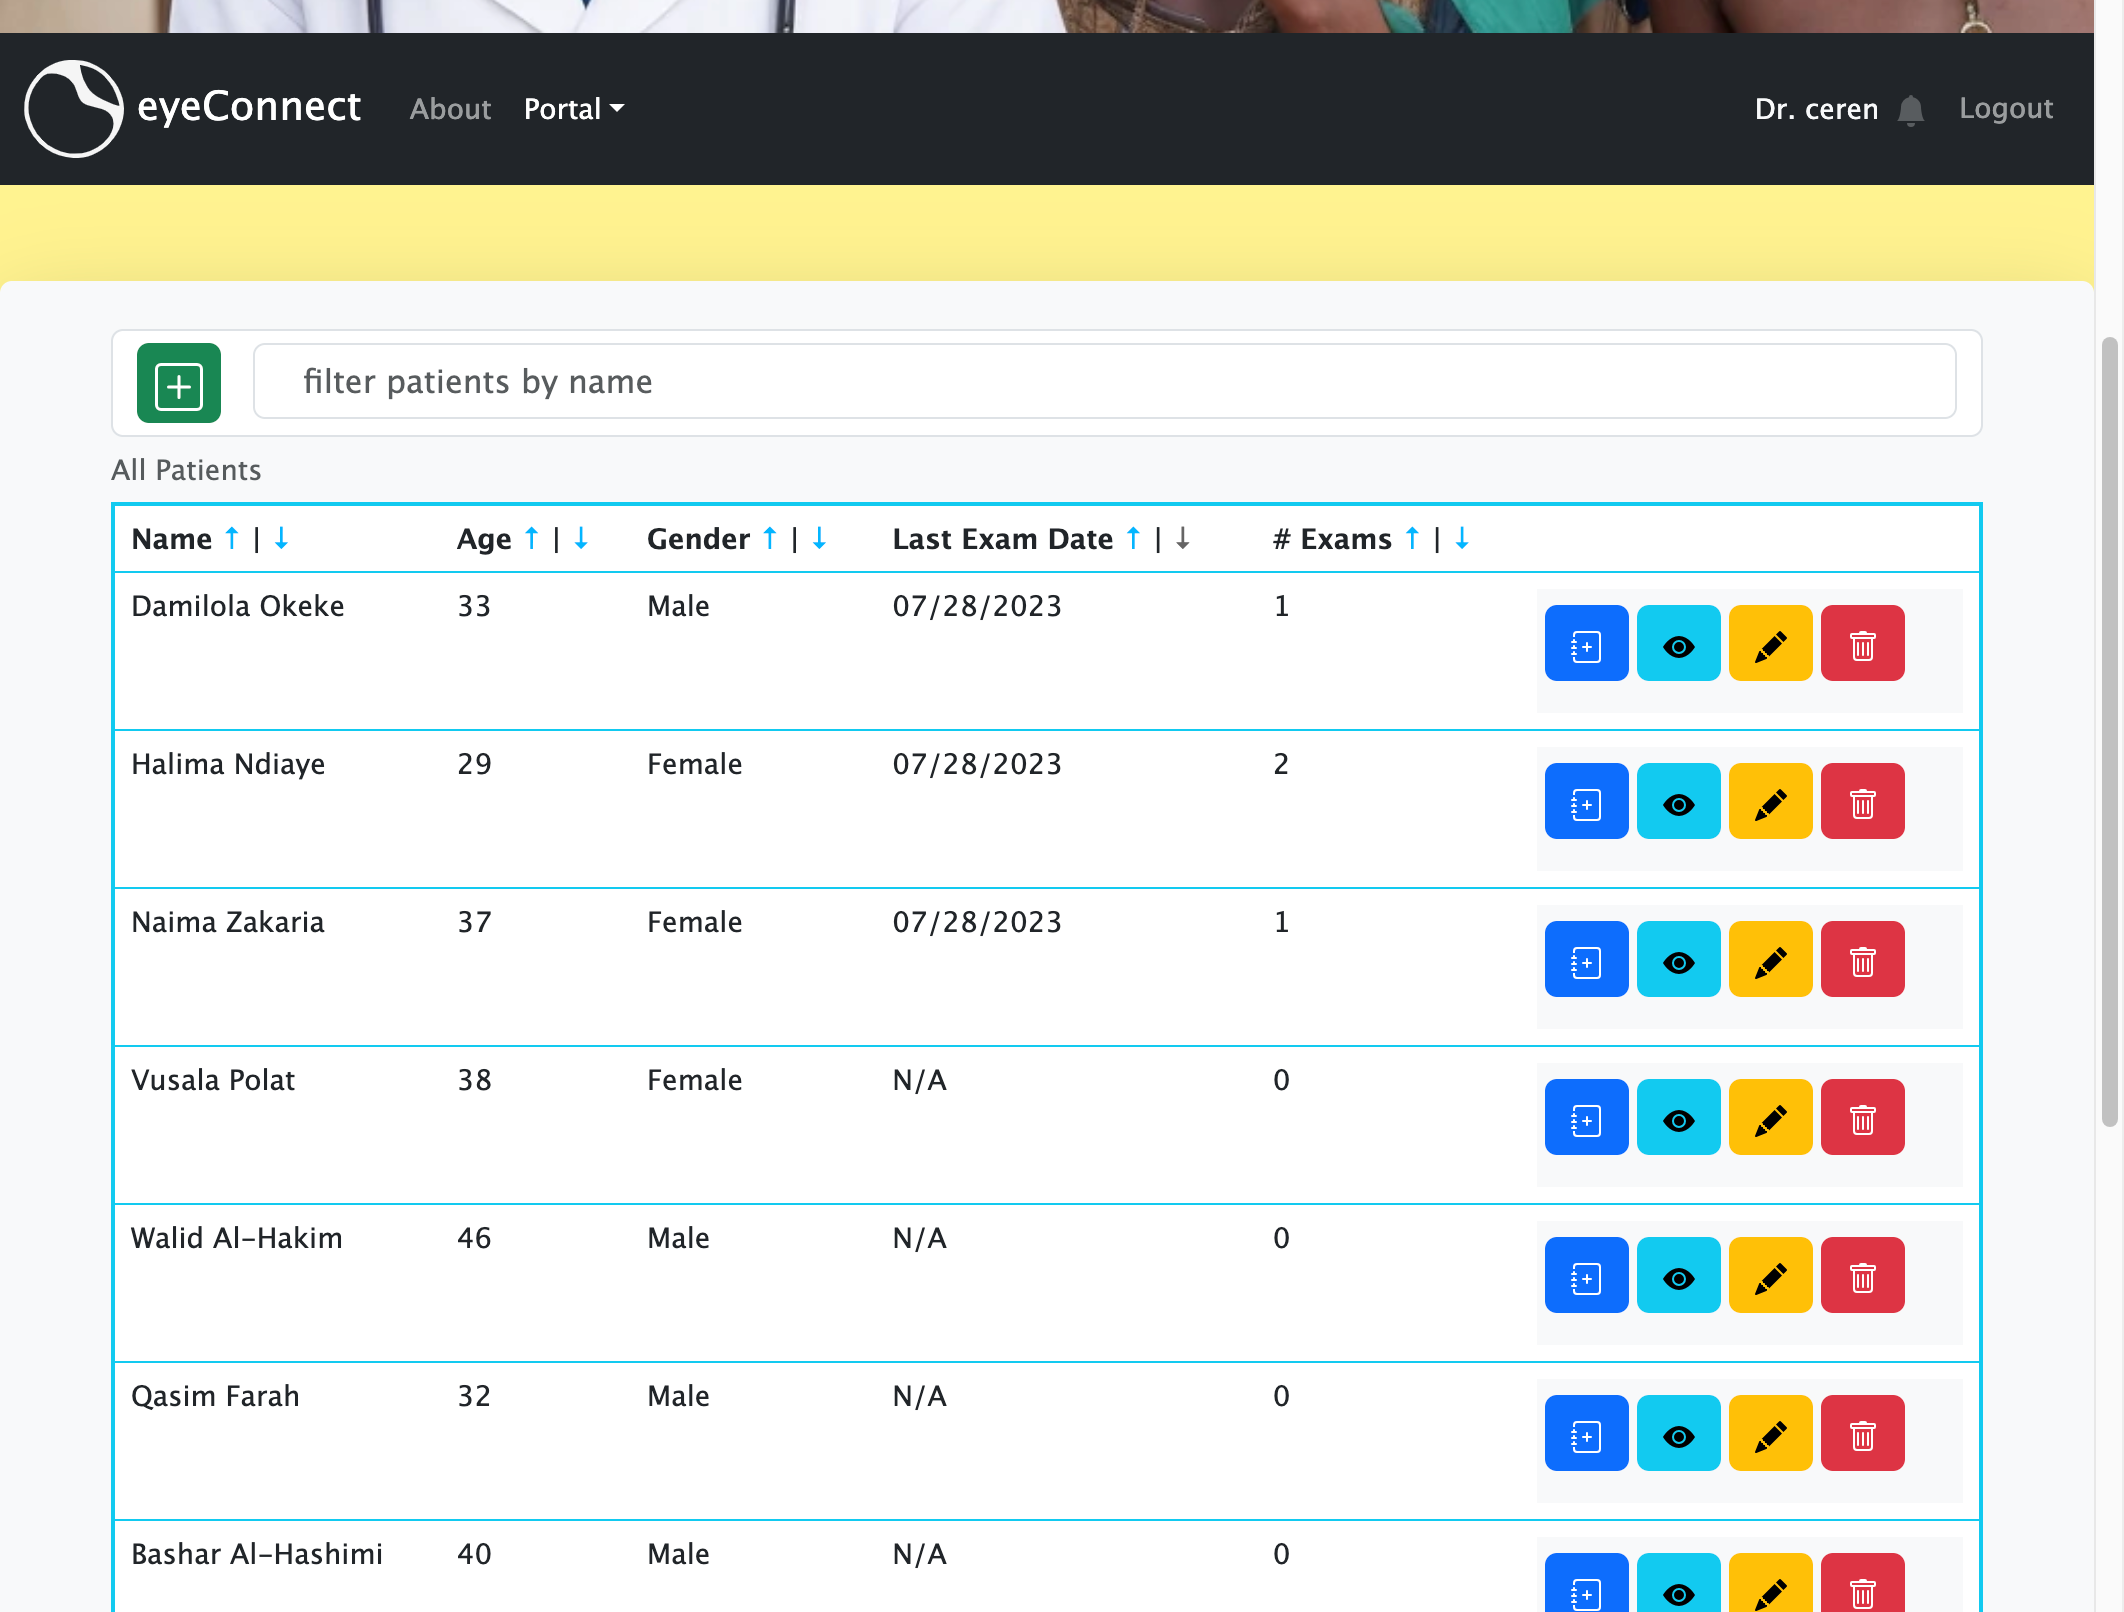 eyeConnect About Portal Dr. ceren Logout
filter patients by name
All Patients
Name ↑ | ↓ Age ↑ | ↓ Gender ↑ | ↓ Last Exam Date ↑ | ↓ # Exams ↑ | ↓
Damilola Okeke 33 Male 07/28/2023 1
Halima Ndiaye 29 Female 07/28/2023 2
Naima Zakaria 37 Female 07/28/2023 1
Vusala Polat 38 Female N/A 0
Walid Al-Hakim 46 Male N/A 0
Qasim Farah 32 Male N/A 0
Bashar Al-Hashimi 40 Male N/A 0